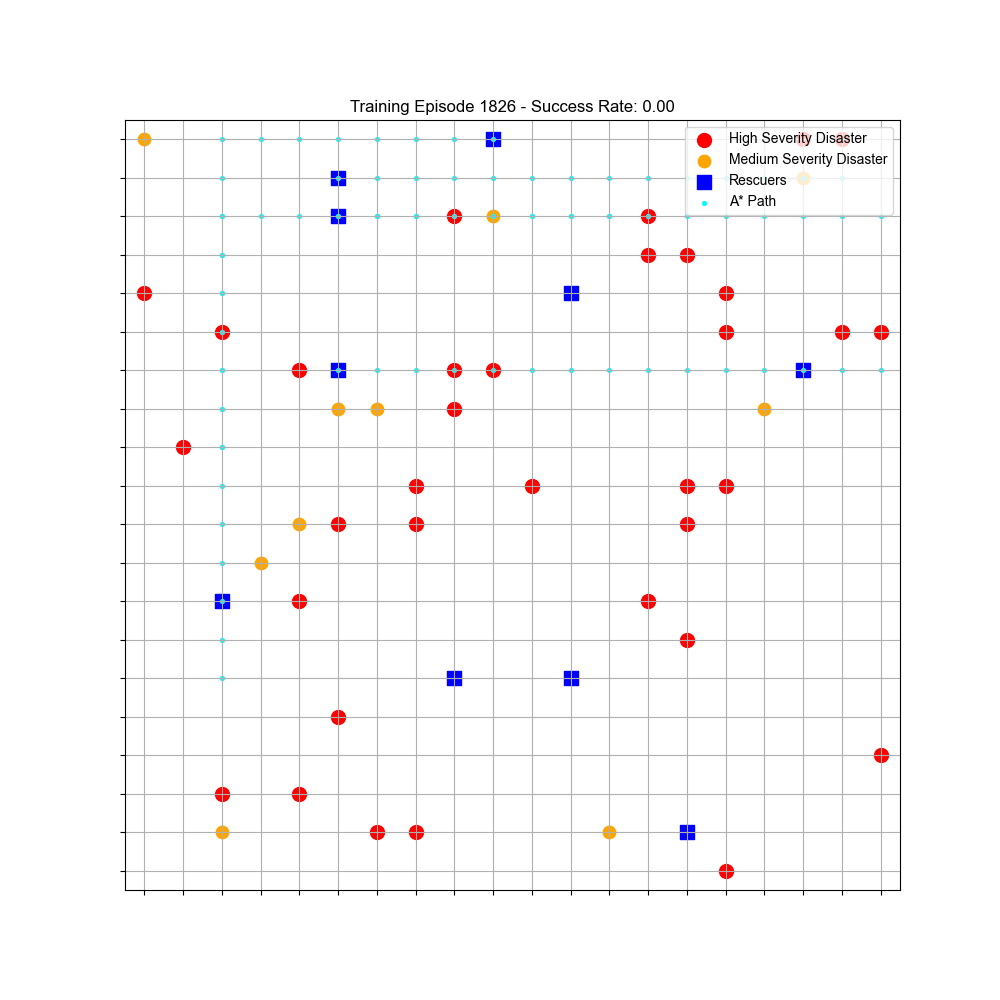 Training Episode 1826 - Success Rate: 0.00
High Severity Disaster
Medium Severity Disaster
Rescuers
A* Path